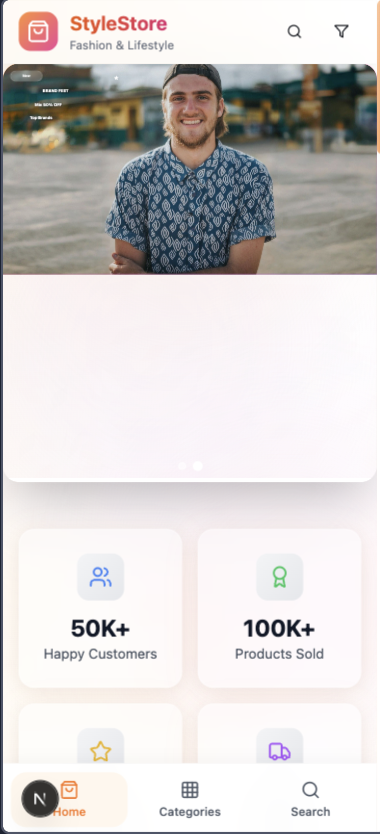 StyleStore
Fashion & Lifestyle
New
BRAND FEST
Min 50% OFF
Top Brands
50K+
Happy Customers
100K+
Products Sold
N
Home
Categories
Search